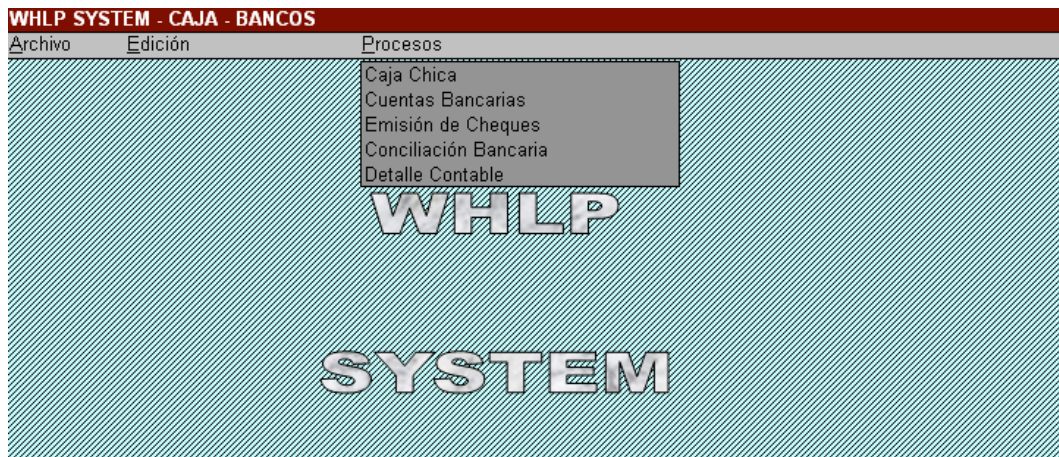 WHLP SYSTEM - CAJA - BANCOS
Archivo Edición Procesos
Caja Chica
Cuentas Bancarias
Emisión de Cheques
Conciliación Bancaria
Detalle Contable
WHLP
SYSTEM